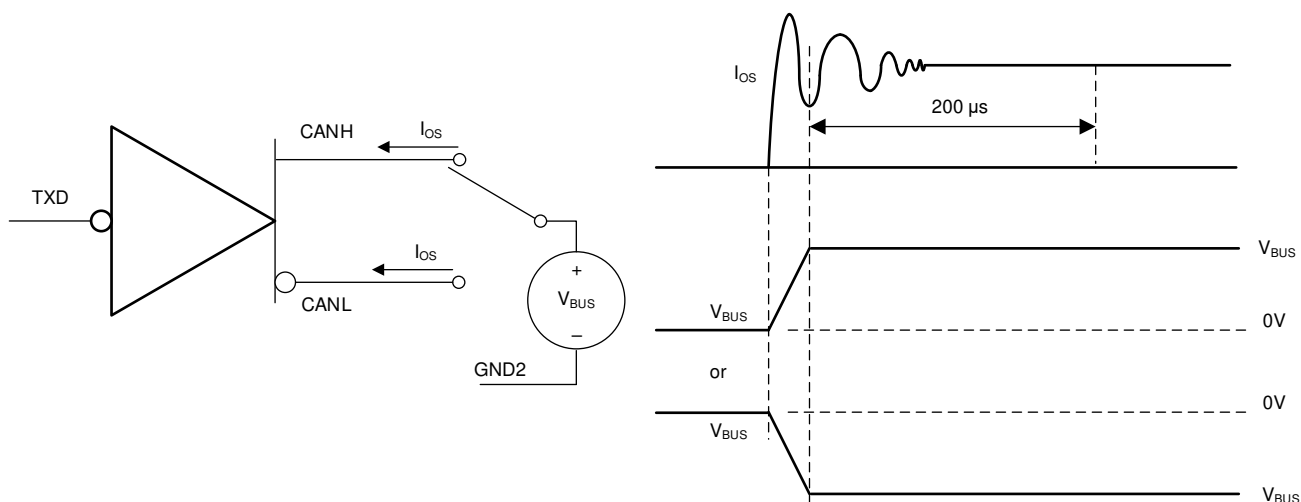 CANH
I_OS
TXD
I_OS
CANL
+
V_BUS
–
GND2
I_OS
200 µs
V_BUS
V_BUS
0V
or
0V
V_BUS
V_BUS